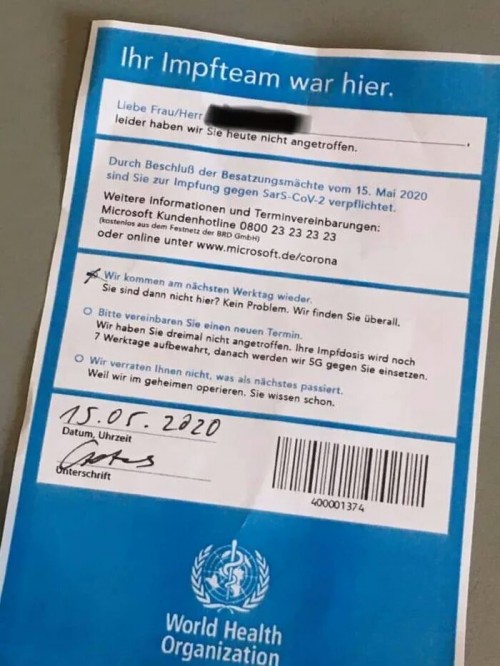 Ihr Impfteam war hier.
Liebe Frau/Herr ,
leider haben wir Sie heute nicht angetroffen.
Durch Beschluß der Besatzungsmächte vom 15. Mai 2020
sind Sie zur Impfung gegen SarS-CoV-2 verpflichtet.
Weitere Informationen und Terminvereinbarungen:
Microsoft Kundenhotline 0800 23 23 23 23
(kostenlos aus dem Festnetz der BRD GmbH)
oder online unter www.microsoft.de/corona
Wir kommen am nächsten Werktag wieder.
Sie sind dann nicht hier? Kein Problem. Wir finden Sie überall.
Bitte vereinbaren Sie einen neuen Termin.
Wir haben Sie dreimal nicht angetroffen. Ihre Impfdosis wird noch
7 Werktage aufbewahrt, danach werden wir 5G gegen Sie einsetzen.
Wir verraten Ihnen nicht, was als nächstes passiert.
Weil wir im geheimen operieren. Sie wissen schon.
15.05.2020
Datum, Uhrzeit
Unterschrift
400001374
World Health
Organization